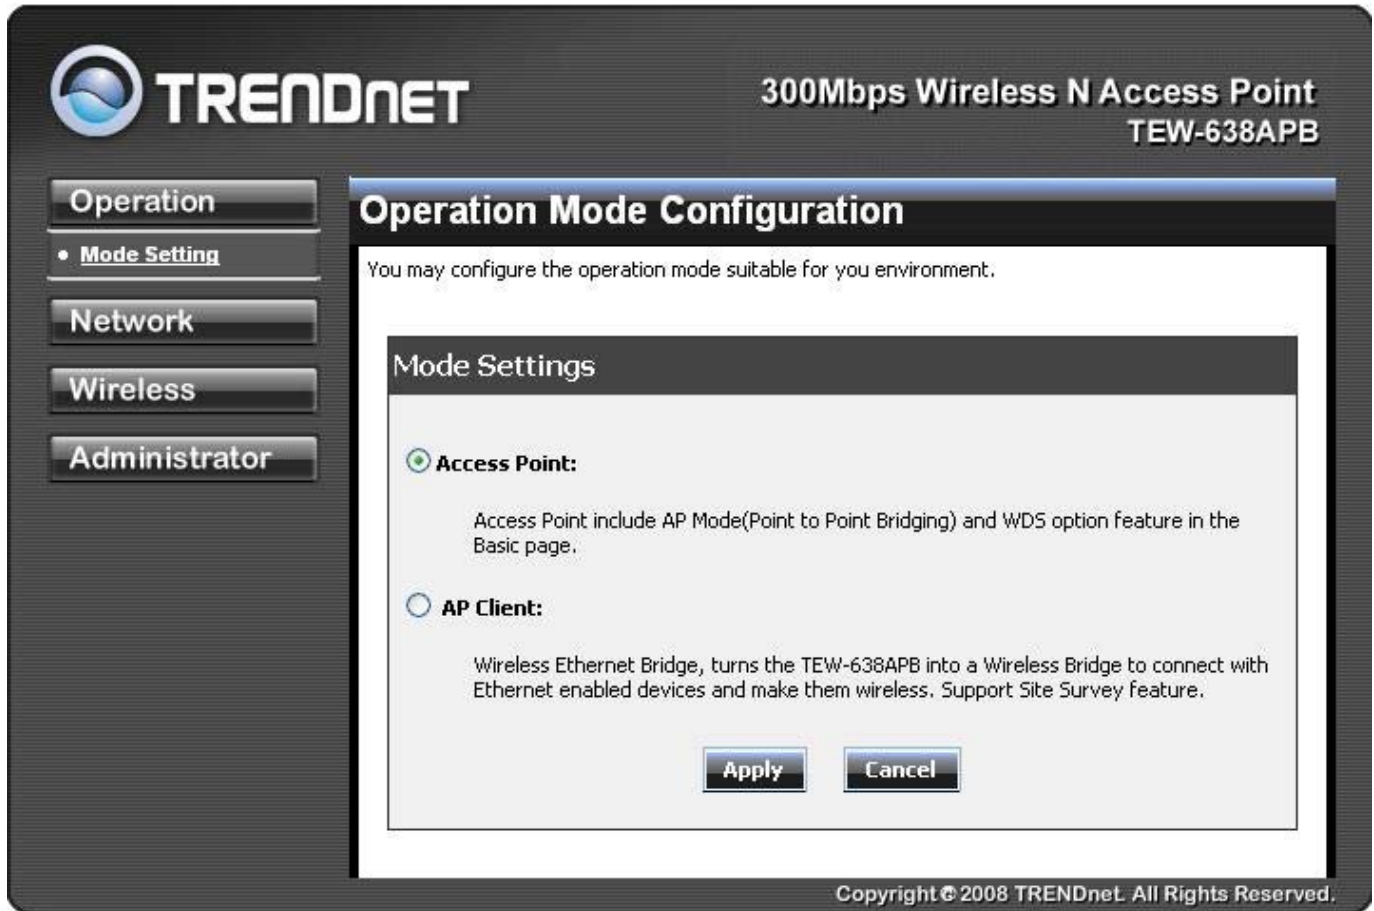 TRENDNET
300Mbps Wireless N Access Point
TEW-638APB
Operation
• Mode Setting
Network
Wireless
Administrator
Operation Mode Configuration
You may configure the operation mode suitable for you environment.
Mode Settings
Access Point:
Access Point include AP Mode(Point to Point Bridging) and WDS option feature in the
Basic page.
AP Client:
Wireless Ethernet Bridge, turns the TEW-638APB into a Wireless Bridge to connect with
Ethernet enabled devices and make them wireless. Support Site Survey feature.
Apply
Cancel
Copyright © 2008 TRENDnet. All Rights Reserved.